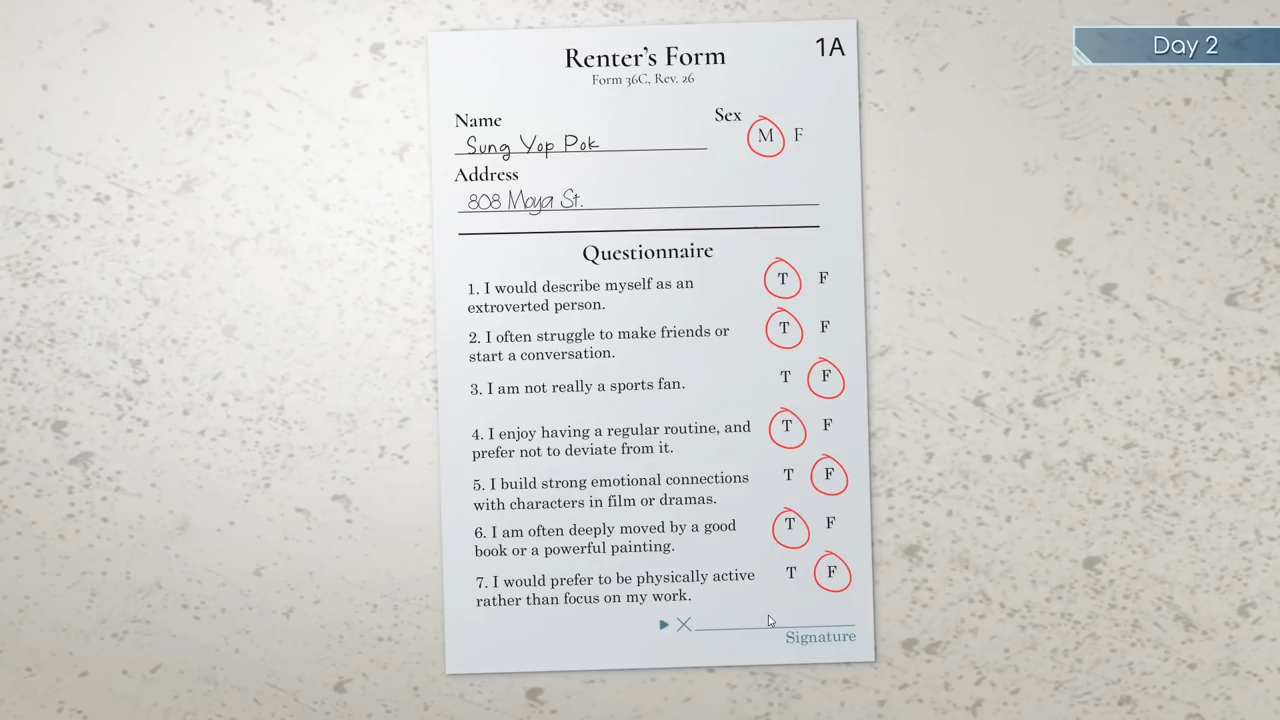 Day 2
1A
Renter's Form
Form 36C, Rev. 26
Name
Sex
Sung Yop Pok
M F
Address
808 Moya St.
Questionnaire
1. I would describe myself as an
extroverted person.
T F
2. I often struggle to make friends or
start a conversation.
T F
3. I am not really a sports fan.
T F
4. I enjoy having a regular routine, and
prefer not to deviate from it.
T F
5. I build strong emotional connections
with characters in film or dramas.
T F
6. I am often deeply moved by a good
book or a powerful painting.
T F
7. I would prefer to be physically active
rather than focus on my work.
T F
X
Signature